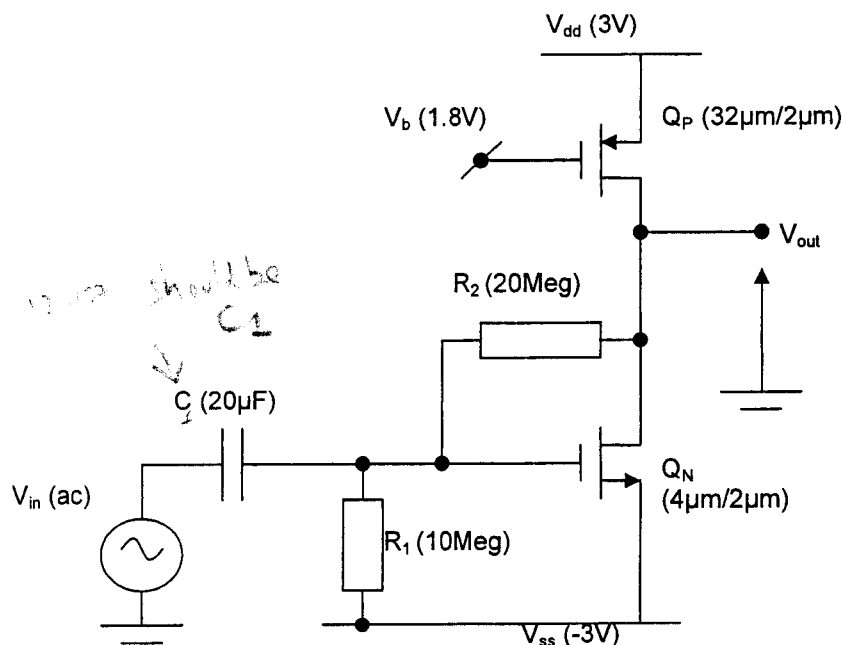 V_dd (3V)
V_b (1.8V)
Q_P (32µm/2µm)
V_out
R_2 (20Meg)
should be
C1
C_1 (20µF)
V_in (ac)
Q_N
(4µm/2µm)
R_1 (10Meg)
V_ss (-3V)